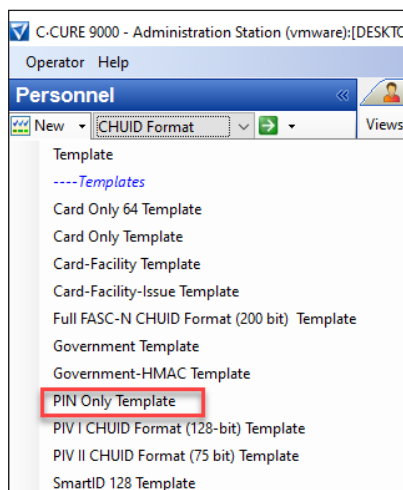 C•CURE 9000 - Administration Station (vmware):[DESKTO
Operator Help
Personnel
New CHUID Format
Views
Template
----Templates
Card Only 64 Template
Card Only Template
Card-Facility Template
Card-Facility-Issue Template
Full FASC-N CHUID Format (200 bit) Template
Government Template
Government-HMAC Template
PIN Only Template
PIV I CHUID Format (128-bit) Template
PIV II CHUID Format (75 bit) Template
SmartID 128 Template